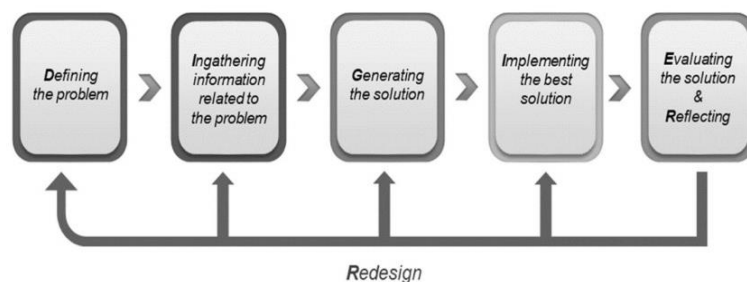 Defining
the problem
Ingathering
information
related to
the problem
Generating
the solution
Implementing
the best
solution
Evaluating
the solution
&
Reflecting
Redesign